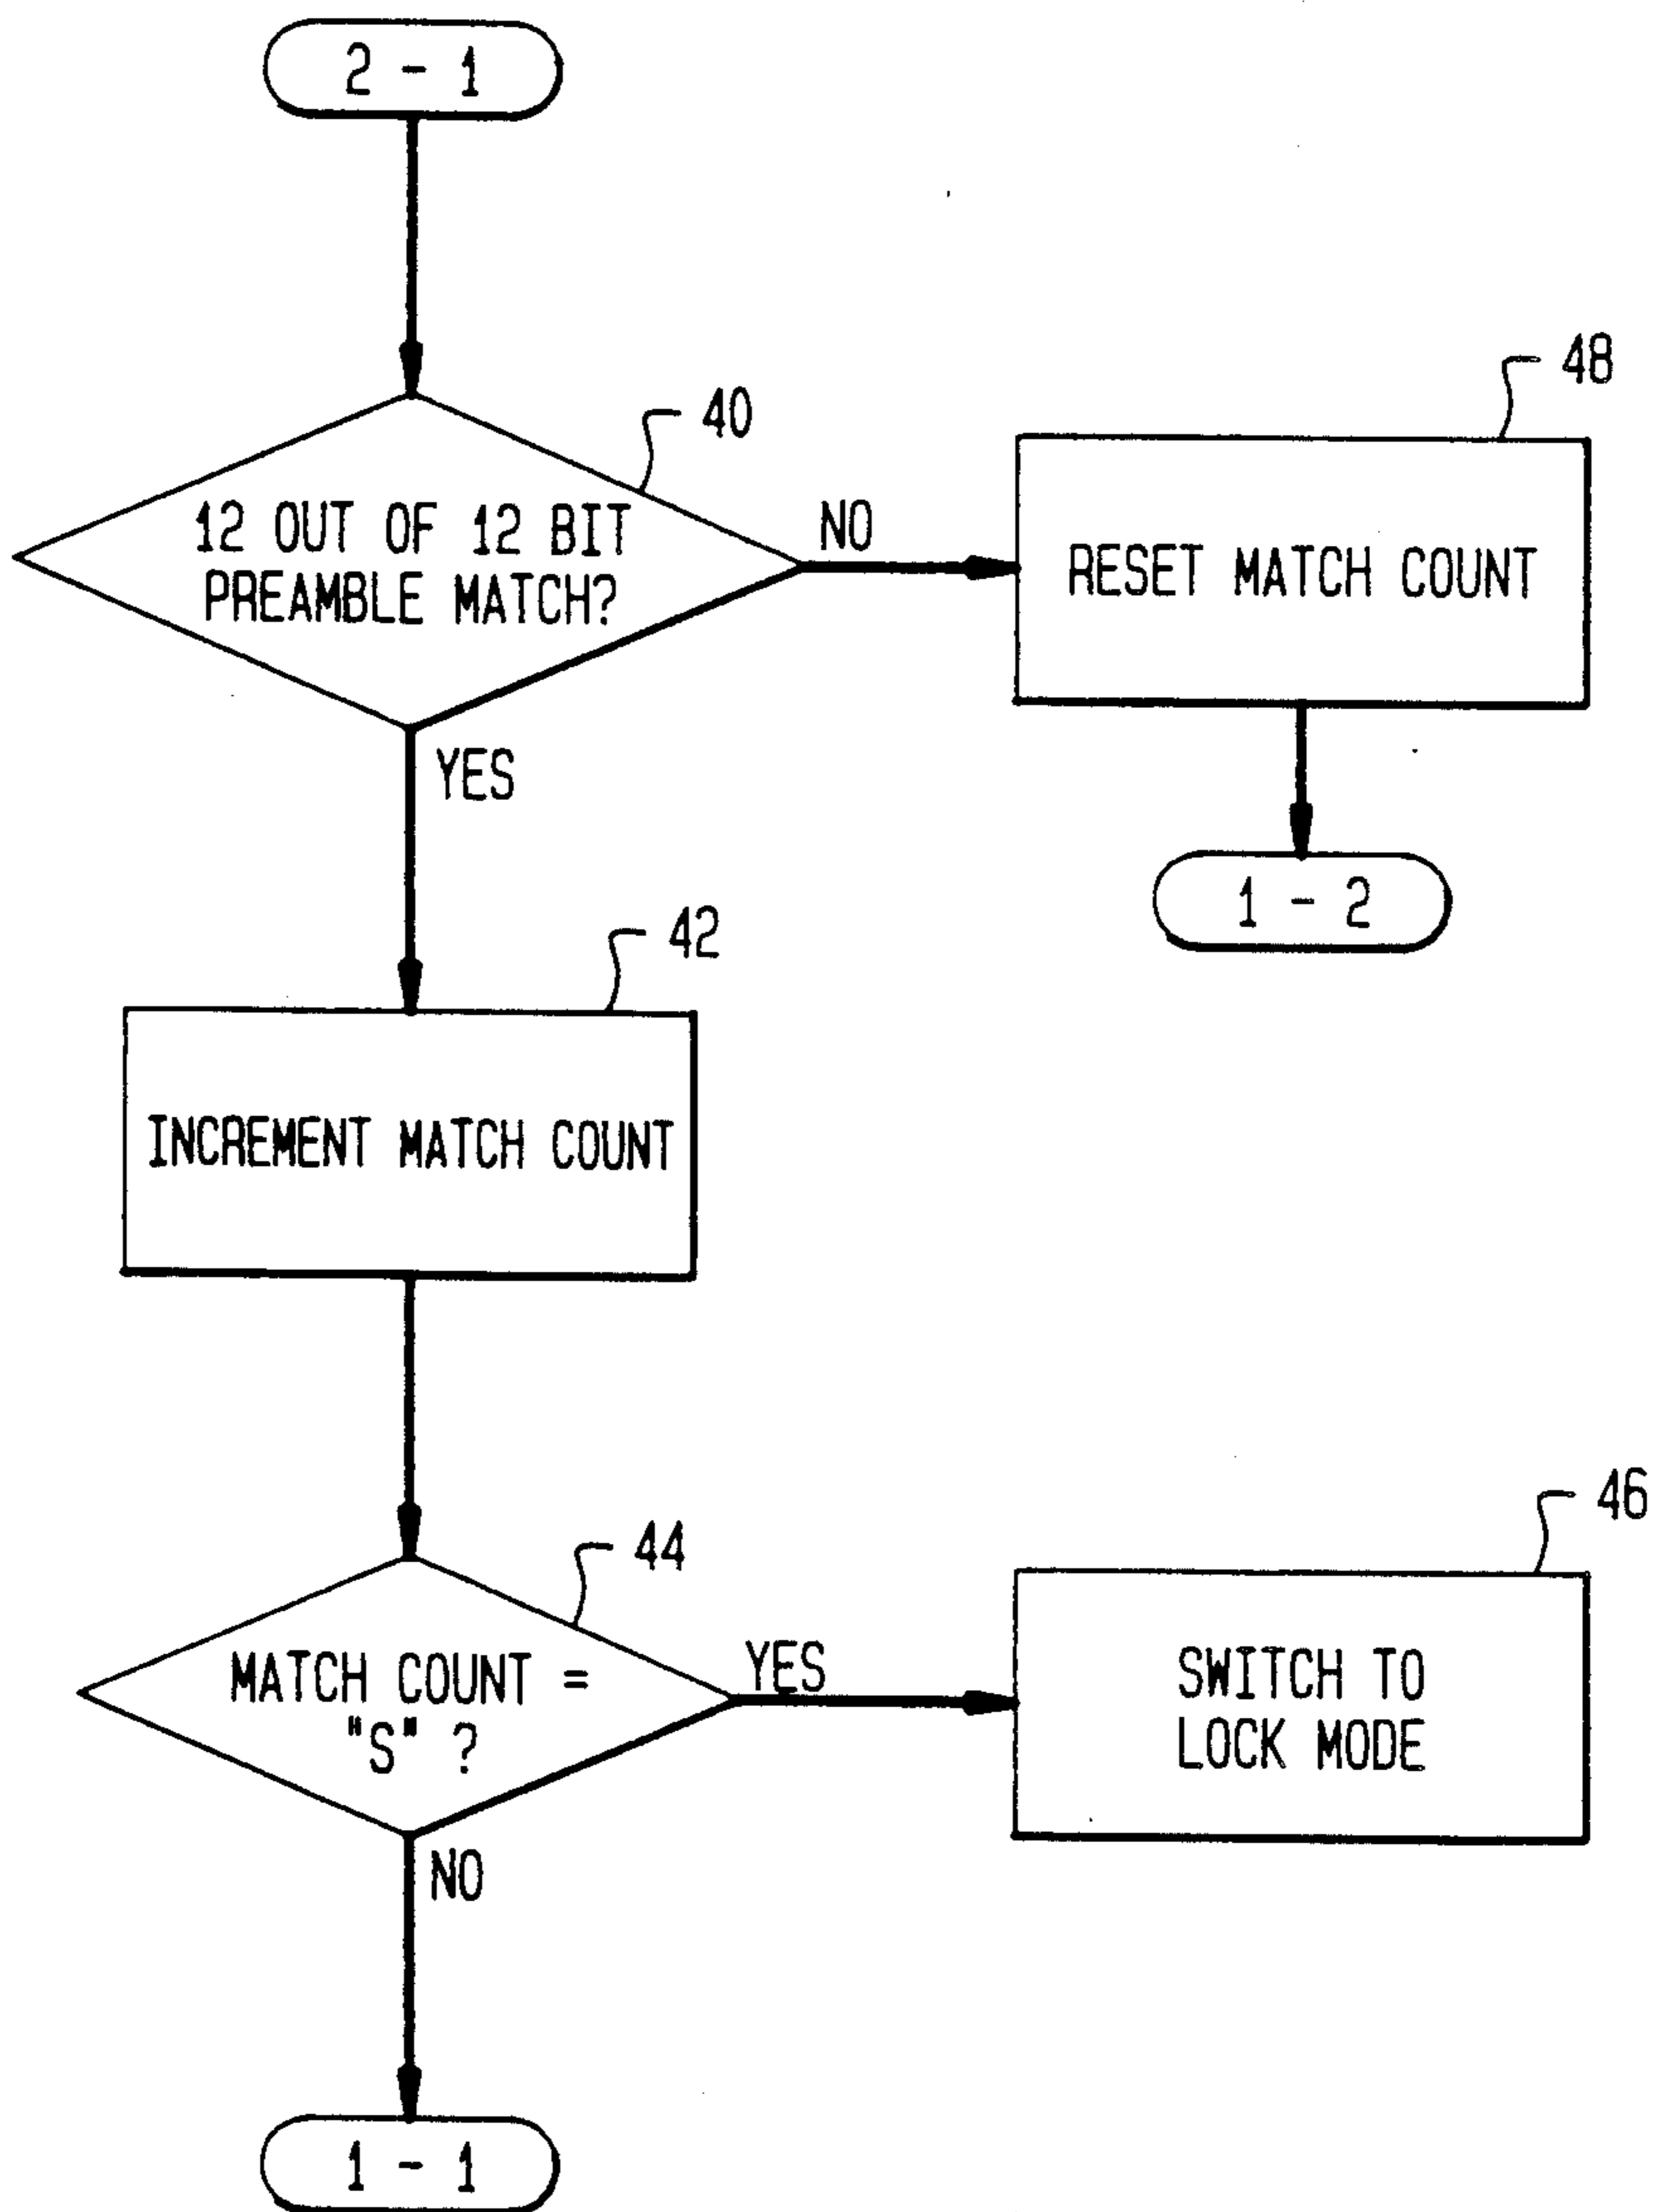 2 - 1
40
12 OUT OF 12 BIT
PREAMBLE MATCH?
NO
48
RESET MATCH COUNT
YES
1 - 2
42
INCREMENT MATCH COUNT
44
MATCH COUNT =
"S" ?
YES
46
SWITCH TO
LOCK MODE
NO
1 - 1